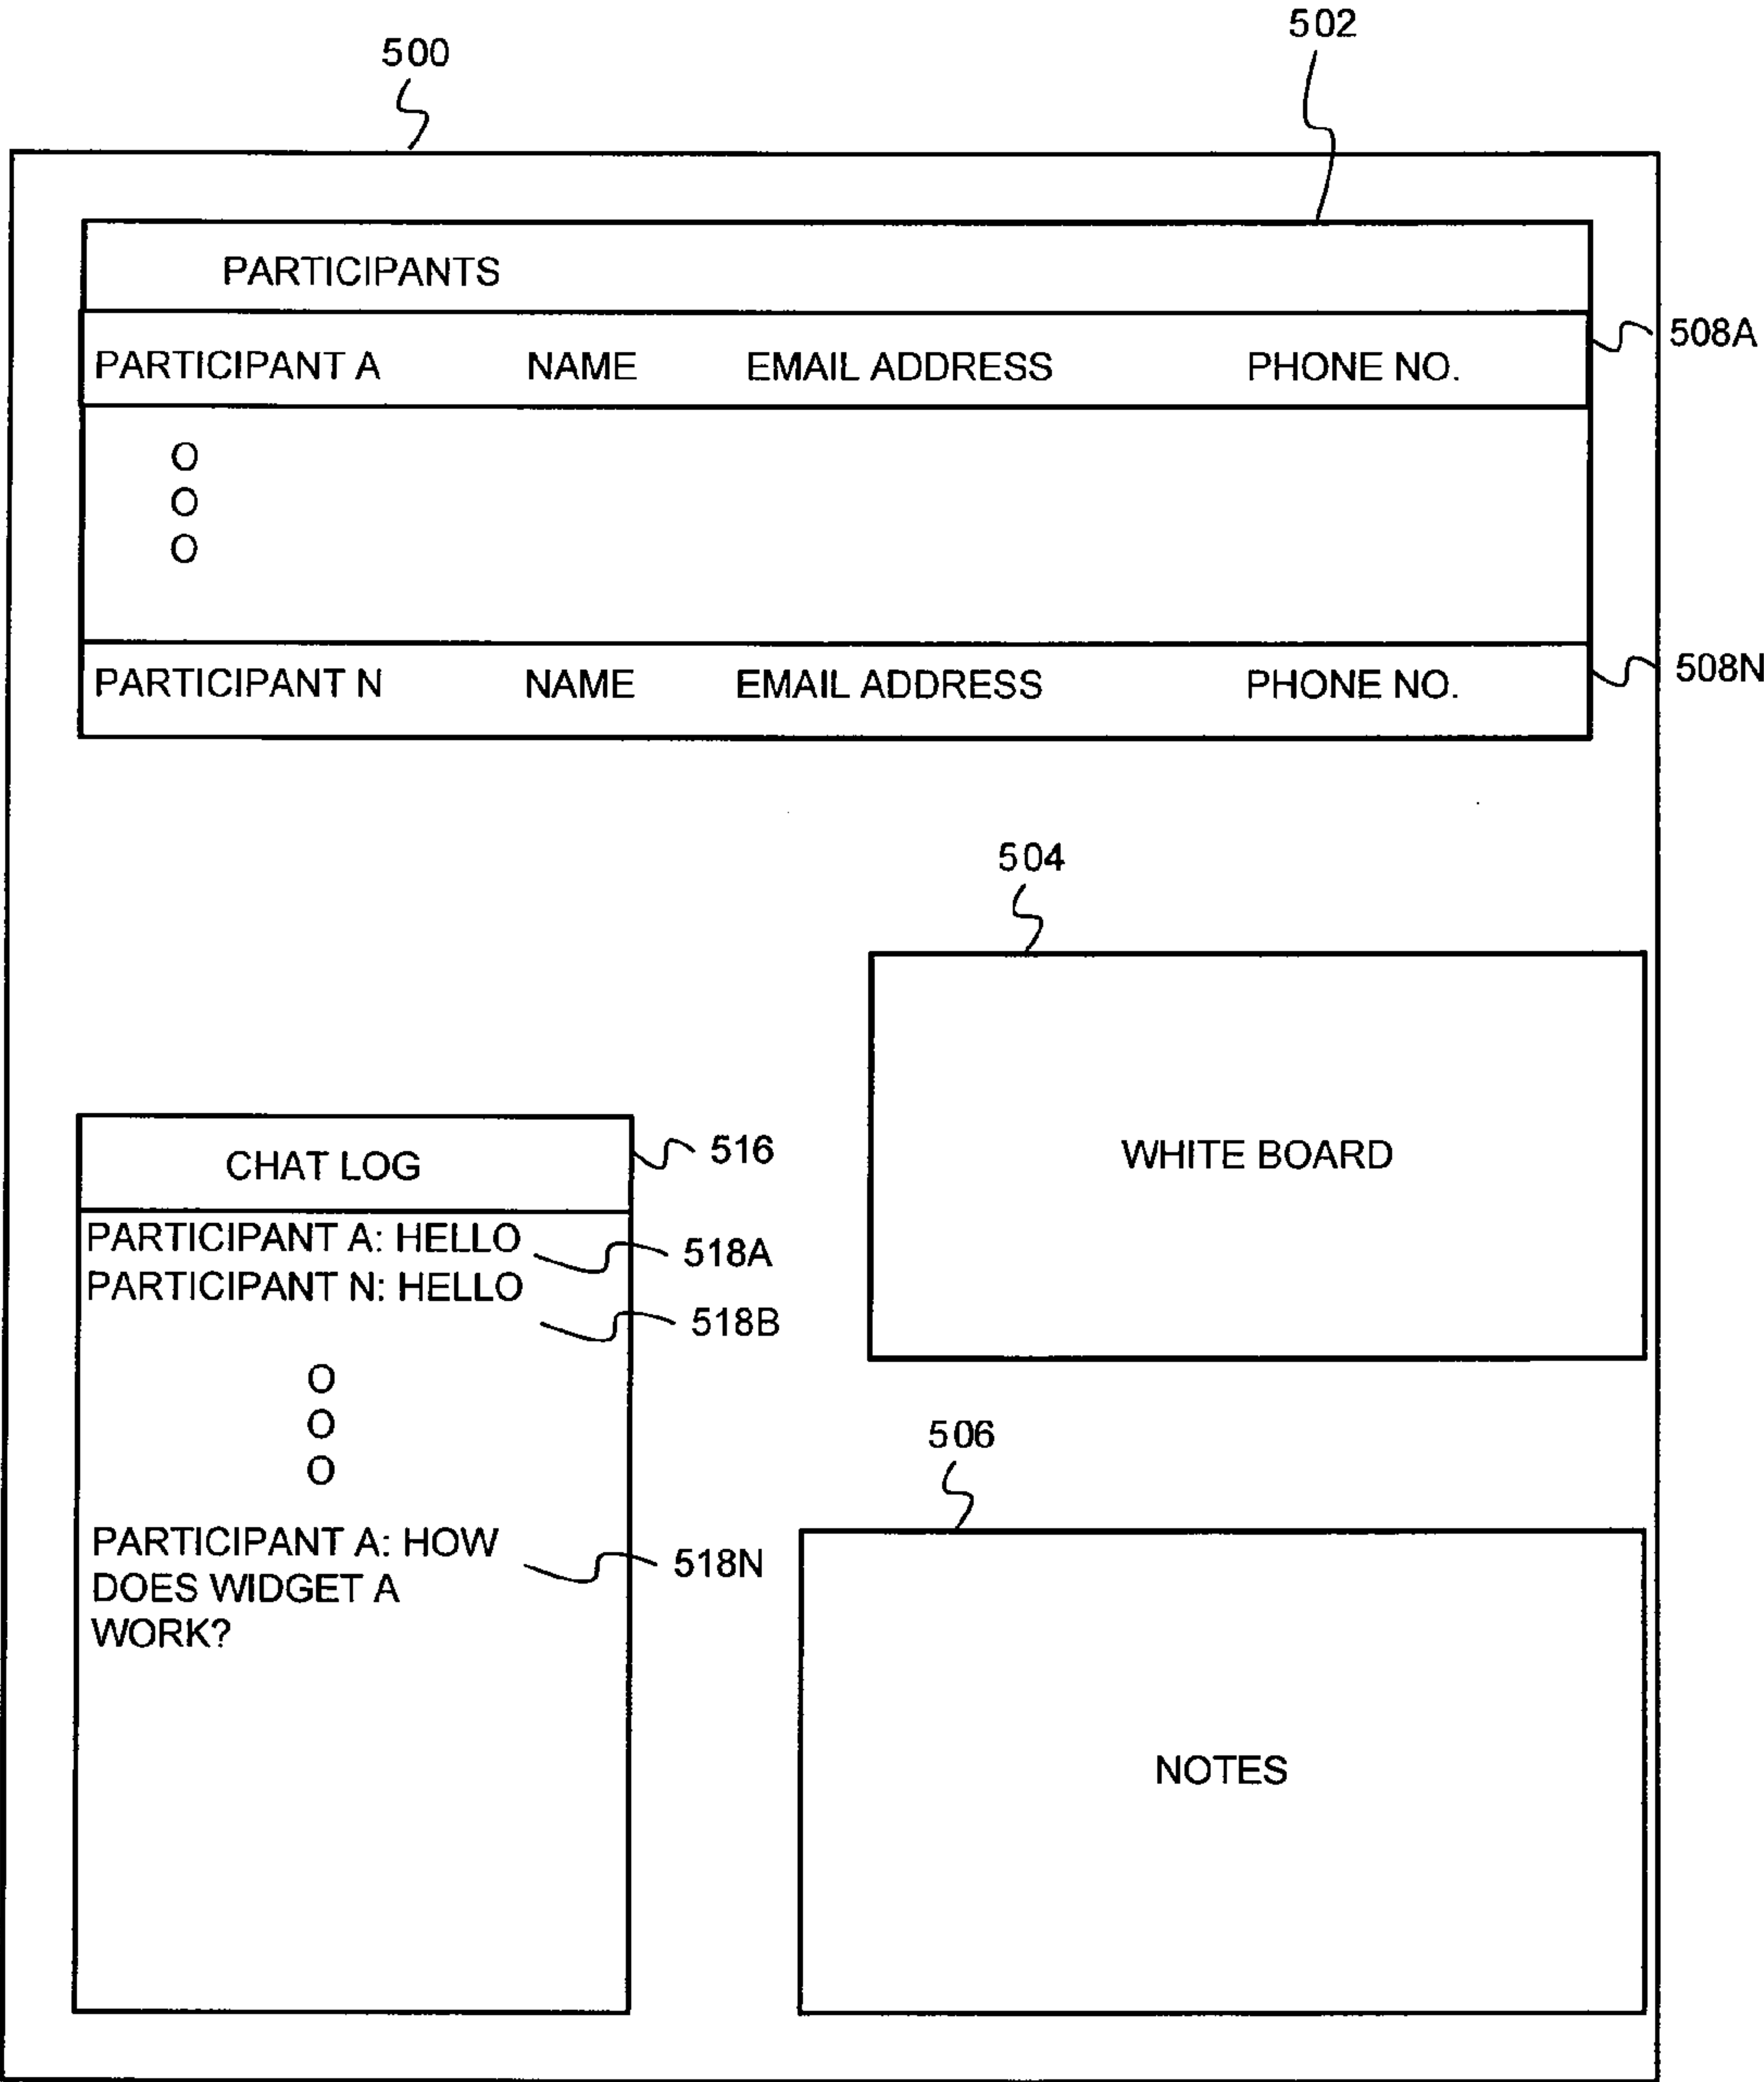 500
502
PARTICIPANTS
PARTICIPANT A NAME EMAIL ADDRESS PHONE NO.
508A
O
O
O
PARTICIPANT N NAME EMAIL ADDRESS PHONE NO.
508N
504
WHITE BOARD
CHAT LOG
516
PARTICIPANT A: HELLO
518A
PARTICIPANT N: HELLO
518B
O
O
O
PARTICIPANT A: HOW
DOES WIDGET A
WORK?
518N
506
NOTES